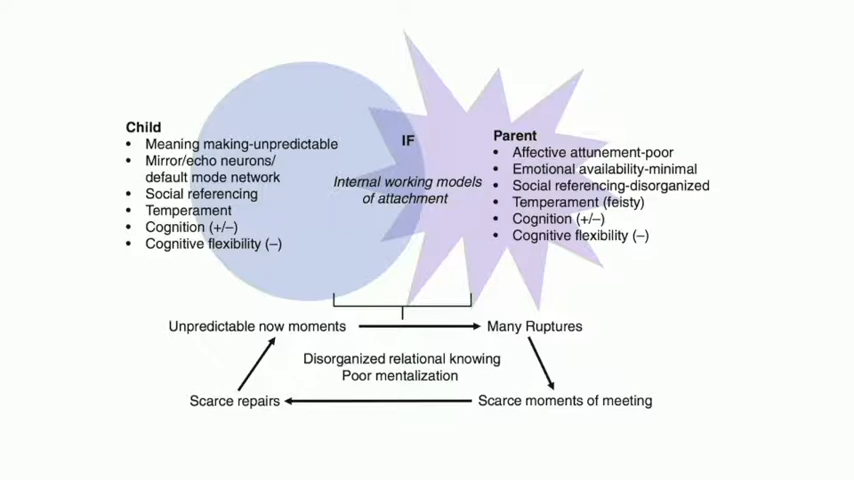 Child
• Meaning making-unpredictable
• Mirror/echo neurons/
default mode network
• Social referencing
• Temperament
• Cognition (+/–)
• Cognitive flexibility (–)
IF
Internal working models
of attachment
Parent
• Affective attunement-poor
• Emotional availability-minimal
• Social referencing-disorganized
• Temperament (feisty)
• Cognition (+/–)
• Cognitive flexibility (–)
Unpredictable now moments
Many Ruptures
Disorganized relational knowing
Poor mentalization
Scarce repairs
Scarce moments of meeting